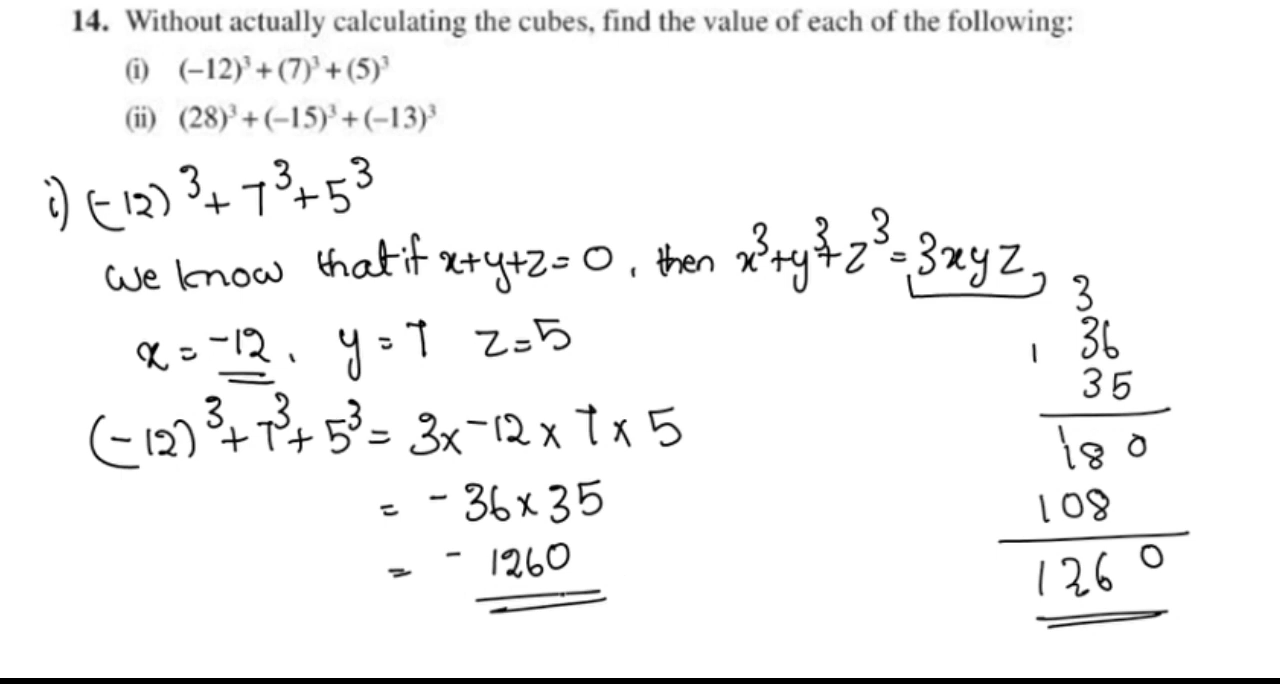 14. Without actually calculating the cubes, find the value of each of the following:
(i) (–12)³ + (7)³ + (5)³
(ii) (28)³ + (–15)³ + (–13)³
i) (-12)³ + 7³ + 5³
We know that if x+y+z=0, then x³+y³+z³=3xyz,
x = -12, y = 7 z=5
(-12)³ + 7³ + 5³ = 3x-12 x 7 x 5
= - 36 x 35
= - 1260
3
1 36
35
180
108
1260